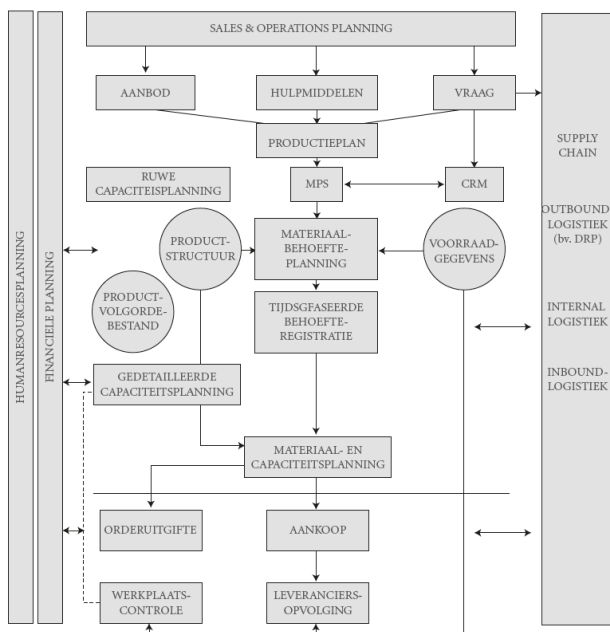 SALES & OPERATIONS PLANNING
AANBOD
HULPMIDDELEN
VRAAG
PRODUCTIEPLAN
RUWE
CAPACITEISPLANNING
MPS
CRM
PRODUCT-
STRUCTUUR
MATERIAAL-
BEHOEFTE-
PLANNING
VOORRAAD-
GEGEVENS
PRODUCT-
VOLGORDE-
BESTAND
TIJDSGFASEERDE
BEHOEFTE-
REGISTRATIE
GEDETAILLEERDE
CAPACITEITSPLANNING
MATERIAAL- EN
CAPACITEITSPLANNING
ORDERUITGIFTE
AANKOOP
WERKPLAATS-
CONTROLE
LEVERANCIERS-
OPVOLGING
HUMANRESOURCESPLANNING
FINANCIELE PLANNING
SUPPLY
CHAIN
OUTBOUND-
LOGISTIEK
(bv. DRP)
INTERNAL
LOGISTIEK
INBOUND-
LOGISTIEK